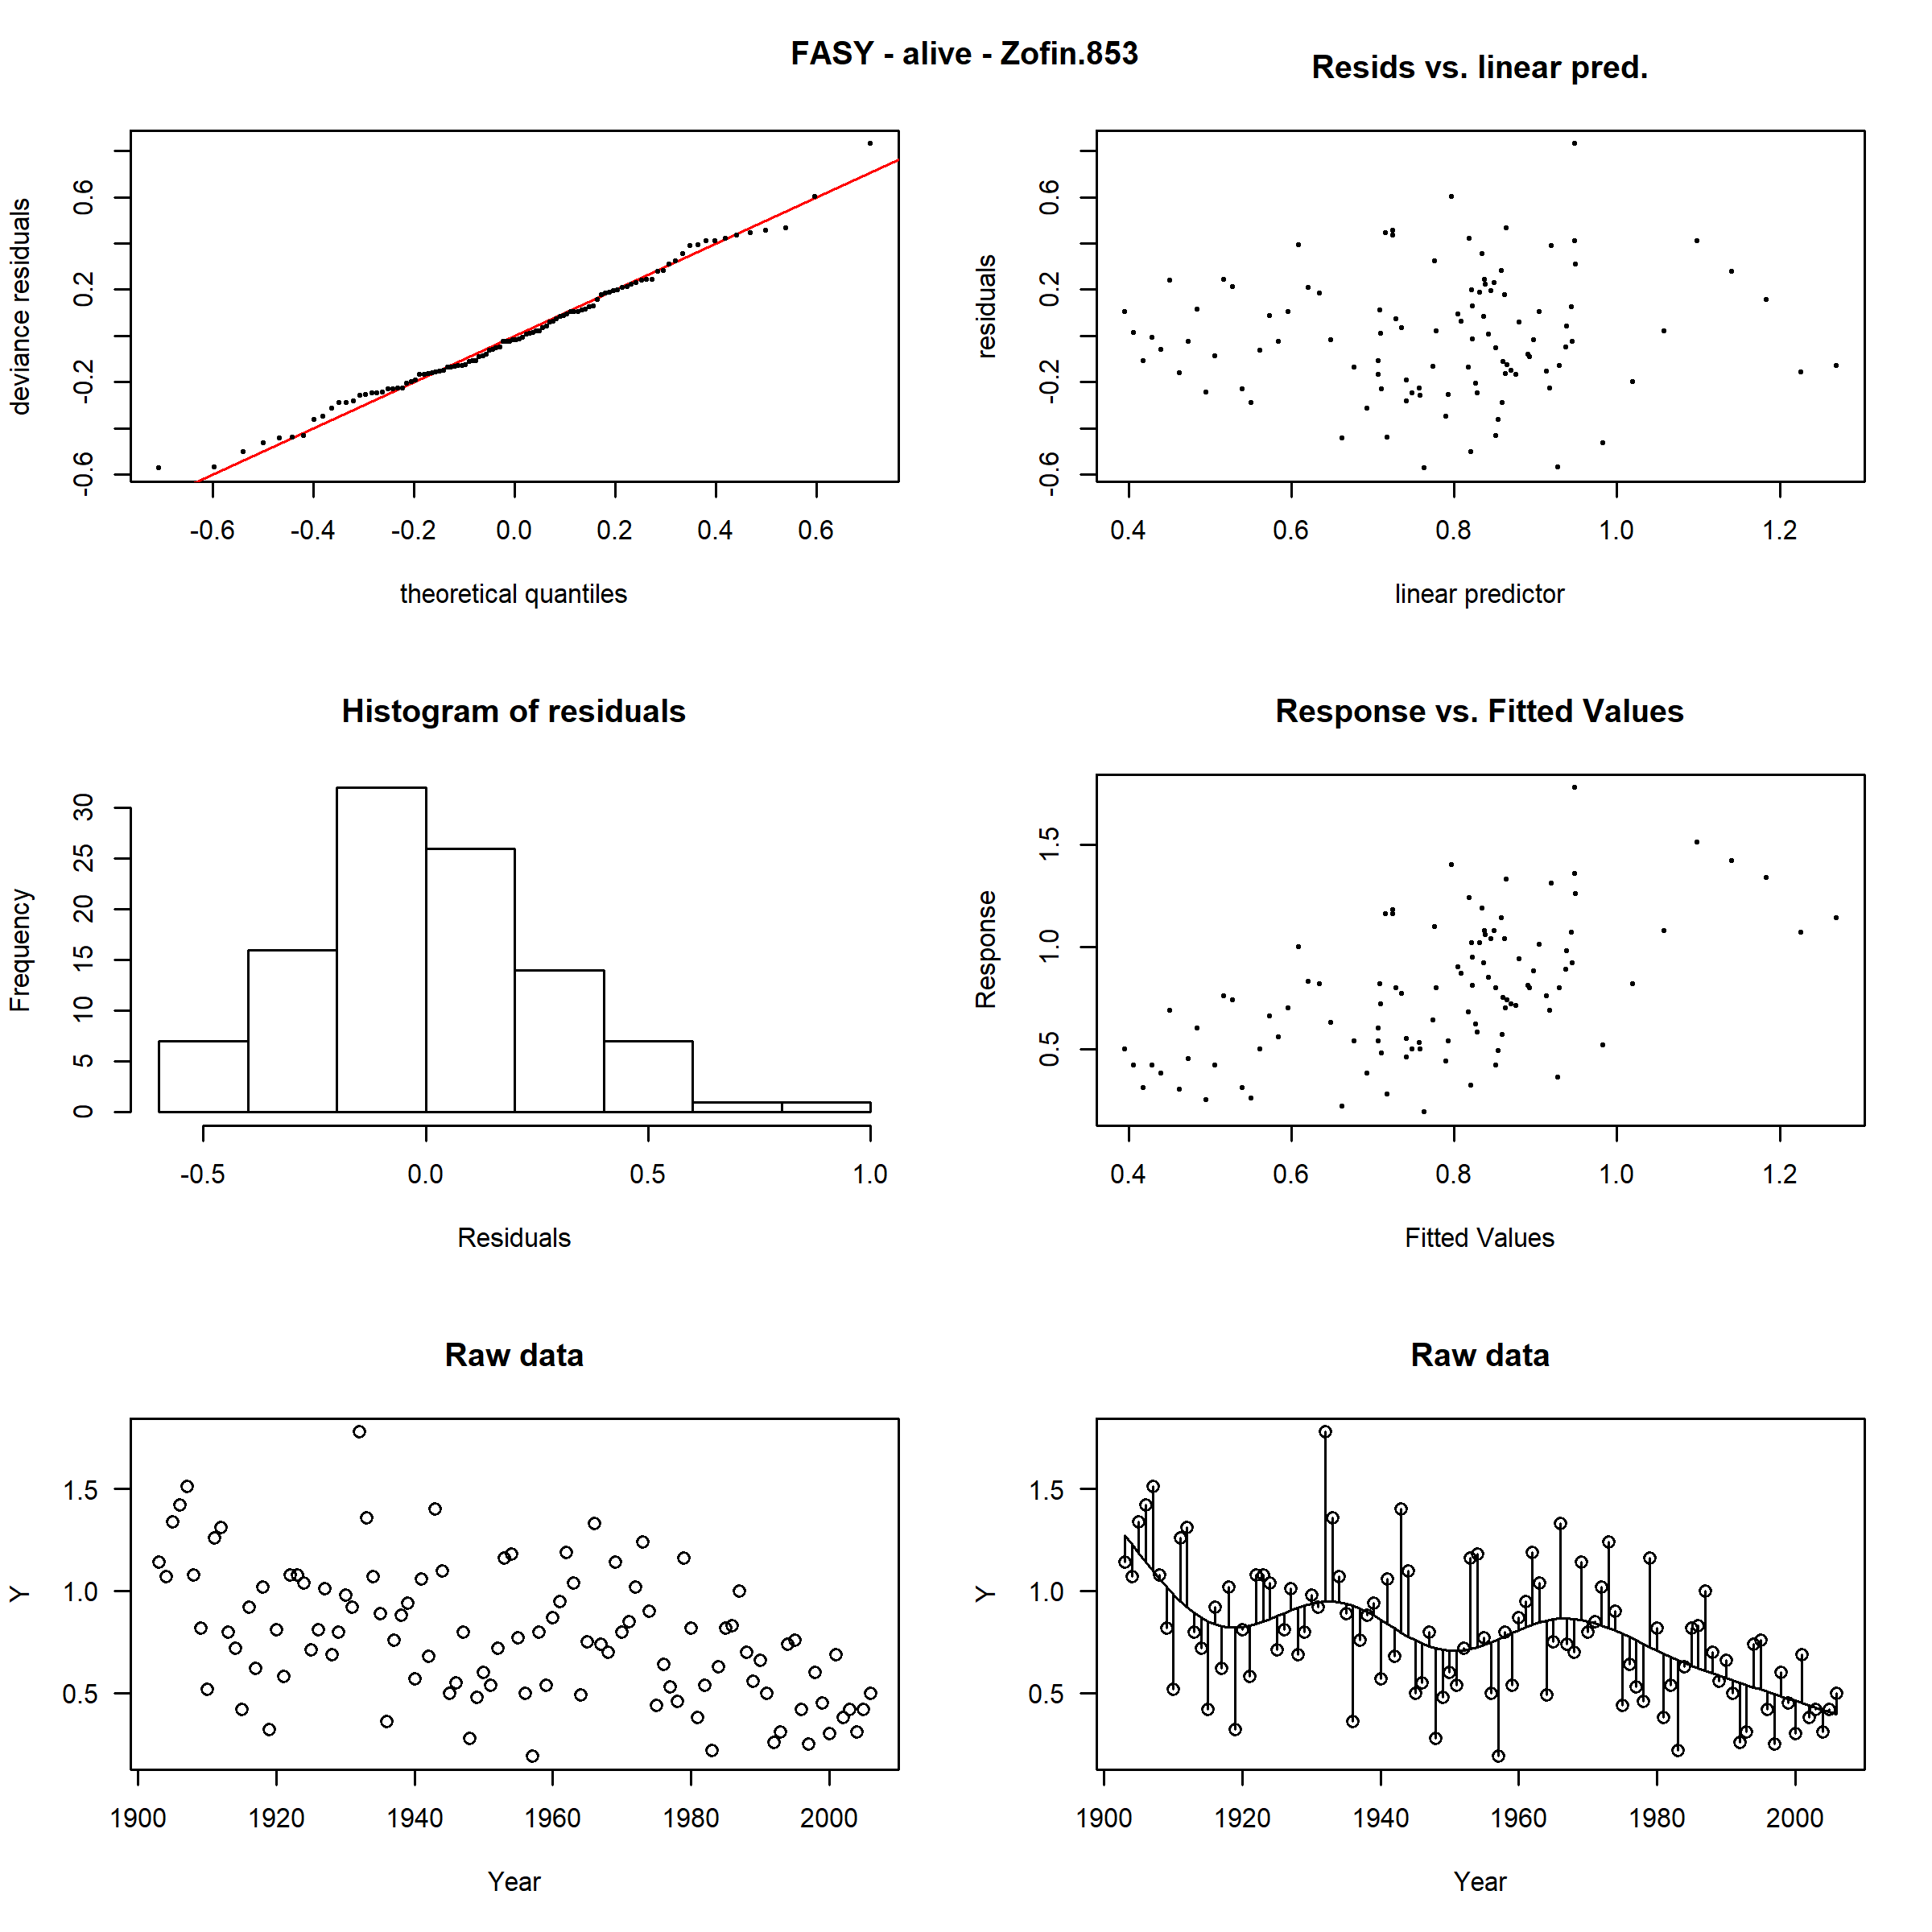 FASY - alive - Zofin.853
Resids vs. linear pred.
deviance residuals
-0.6 -0.2 0.2 0.6
-0.6 -0.4 -0.2 0.0 0.2 0.4 0.6
theoretical quantiles
residuals
-0.6 -0.2 0.2 0.6
0.4 0.6 0.8 1.0 1.2
linear predictor
Histogram of residuals
Frequency
0 5 10 15 20 25 30
-0.5 0.0 0.5 1.0
Residuals
Response vs. Fitted Values
Response
0.5 1.0 1.5
0.4 0.6 0.8 1.0 1.2
Fitted Values
Raw data
Y
1.5
1.0
0.5
1900 1920 1940 1960 1980 2000
Year
Raw data
Y
1.5
1.0
0.5
1900 1920 1940 1960 1980 2000
Year